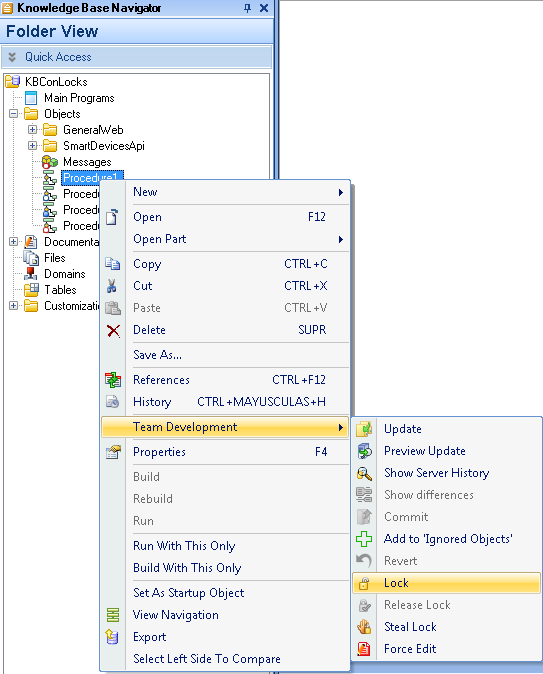 Knowledge Base Navigator
Folder View
Quick Access
KBConLocks
Main Programs
Objects
GeneralWeb
SmartDevicesApi
Messages
Procedure1
Procedu
Procedu
Procedu
Documenta
Files
Domains
Tables
Customizati
New
Open F12
Open Part
Copy CTRL+C
Cut CTRL+X
Paste CTRL+V
Delete SUPR
Save As...
References CTRL+F12
History CTRL+MAYUSCULAS+H
Team Development
Properties F4
Build
Rebuild
Run
Run With This Only
Build With This Only
Set As Startup Object
View Navigation
Export
Select Left Side To Compare
Update
Preview Update
Show Server History
Show differences
Commit
Add to 'Ignored Objects'
Revert
Lock
Release Lock
Steal Lock
Force Edit